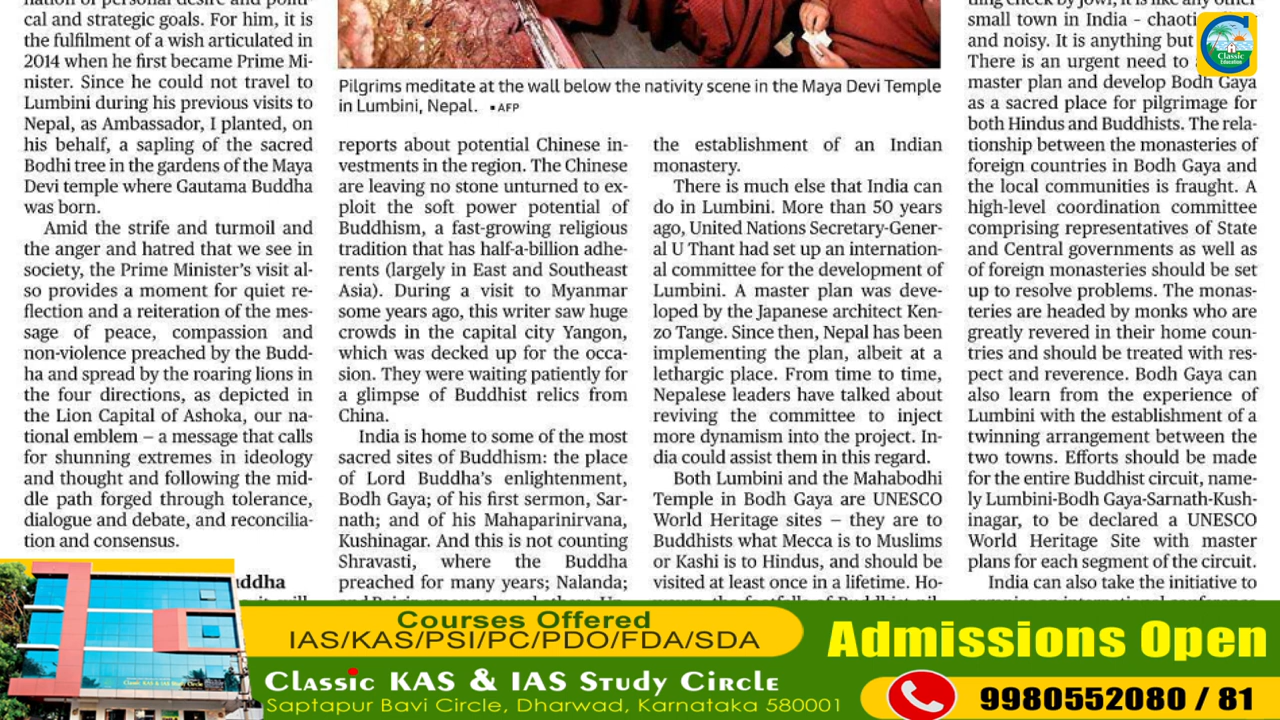 cal and strategic goals. For him, it is
the fulfilment of a wish articulated in
2014 when he first became Prime Mi-
nister. Since he could not travel to
Lumbini during his previous visits to
Nepal, as Ambassador, I planted, on
his behalf, a sapling of the sacred
Bodhi tree in the gardens of the Maya
Devi temple where Gautama Buddha
was born.
Amid the strife and turmoil and
the anger and hatred that we see in
society, the Prime Minister's visit al-
so provides a moment for quiet re-
flection and a reiteration of the mes-
sage of peace, compassion and
non-violence preached by the Budd-
ha and spread by the roaring lions in
the four directions, as depicted in
the Lion Capital of Ashoka, our na-
tional emblem – a message that calls
for shunning extremes in ideology
and thought and following the mid-
dle path forged through tolerance,
dialogue and debate, and reconcilia-
tion and consensus.
uddha
Pilgrims meditate at the wall below the nativity scene in the Maya Devi Temple
in Lumbini, Nepal. ▪ AFP
reports about potential Chinese in-
vestments in the region. The Chinese
are leaving no stone unturned to ex-
ploit the soft power potential of
Buddhism, a fast-growing religious
tradition that has half-a-billion adhe-
rents (largely in East and Southeast
Asia). During a visit to Myanmar
some years ago, this writer saw huge
crowds in the capital city Yangon,
which was decked up for the occa-
sion. They were waiting patiently for
a glimpse of Buddhist relics from
China.
India is home to some of the most
sacred sites of Buddhism: the place
of Lord Buddha's enlightenment,
Bodh Gaya; of his first sermon, Sar-
nath; and of his Mahaparinirvana,
Kushinagar. And this is not counting
Shravasti, where the Buddha
preached for many years; Nalanda;
the establishment of an Indian
monastery.
There is much else that India can
do in Lumbini. More than 50 years
ago, United Nations Secretary-Gener-
al U Thant had set up an internation-
al committee for the development of
Lumbini. A master plan was deve-
loped by the Japanese architect Ken-
zo Tange. Since then, Nepal has been
implementing the plan, albeit at a
lethargic place. From time to time,
Nepalese leaders have talked about
reviving the committee to inject
more dynamism into the project. In-
dia could assist them in this regard.
Both Lumbini and the Mahabodhi
Temple in Bodh Gaya are UNESCO
World Heritage sites – they are to
Buddhists what Mecca is to Muslims
or Kashi is to Hindus, and should be
visited at least once in a lifetime. Ho-
small town in India - chaoti
and noisy. It is anything but
There is an urgent need to
master plan and develop Bodh Gaya
as a sacred place for pilgrimage for
both Hindus and Buddhists. The rela-
tionship between the monasteries of
foreign countries in Bodh Gaya and
the local communities is fraught. A
high-level coordination committee
comprising representatives of State
and Central governments as well as
of foreign monasteries should be set
up to resolve problems. The monas-
teries are headed by monks who are
greatly revered in their home coun-
tries and should be treated with res-
pect and reverence. Bodh Gaya can
also learn from the experience of
Lumbini with the establishment of a
twinning arrangement between the
two towns. Efforts should be made
for the entire Buddhist circuit, name-
ly Lumbini-Bodh Gaya-Sarnath-Kush-
inagar, to be declared a UNESCO
World Heritage Site with master
plans for each segment of the circuit.
India can also take the initiative to
Classic
Education
Courses Offered
IAS/KAS/PSI/PC/PDO/FDA/SDA
Classic KAS & IAS Study Circle
Saptapur Bavi Circle, Dharwad, Karnataka 580001
Admissions Open
9980552080 / 81